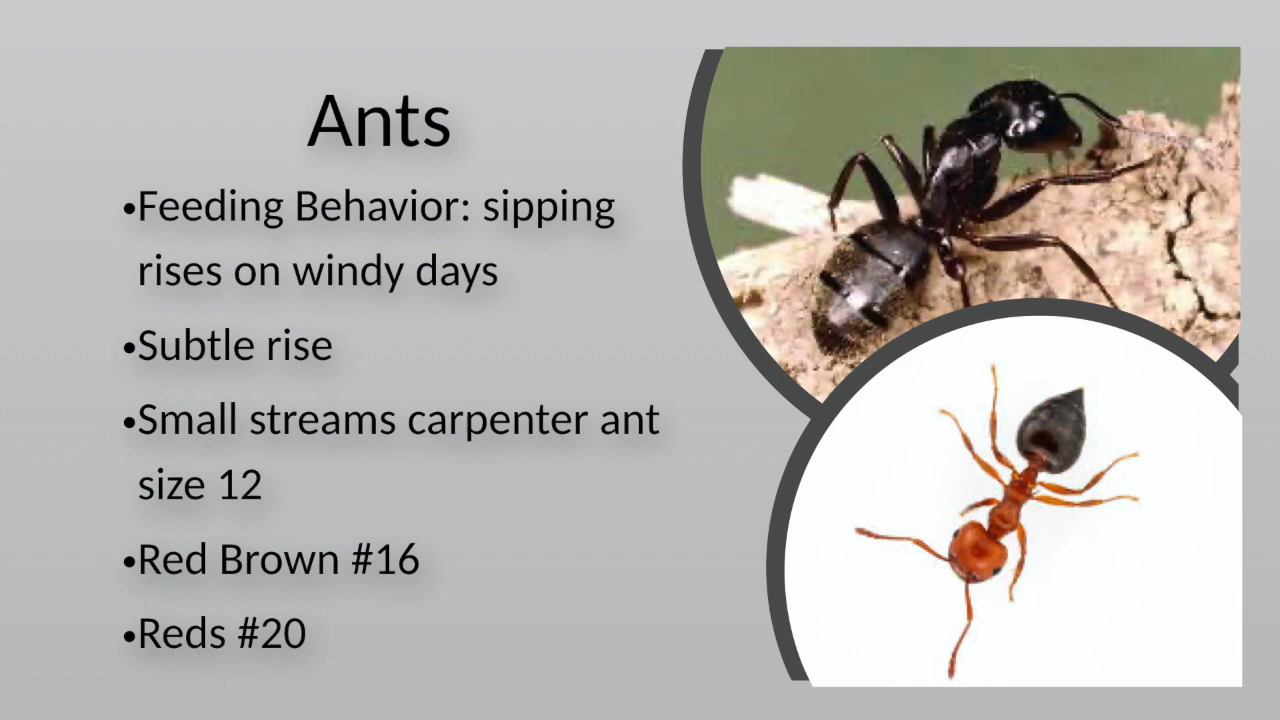 Ants
•Feeding Behavior: sipping
rises on windy days
•Subtle rise
•Small streams carpenter ant
size 12
•Red Brown #16
•Reds #20